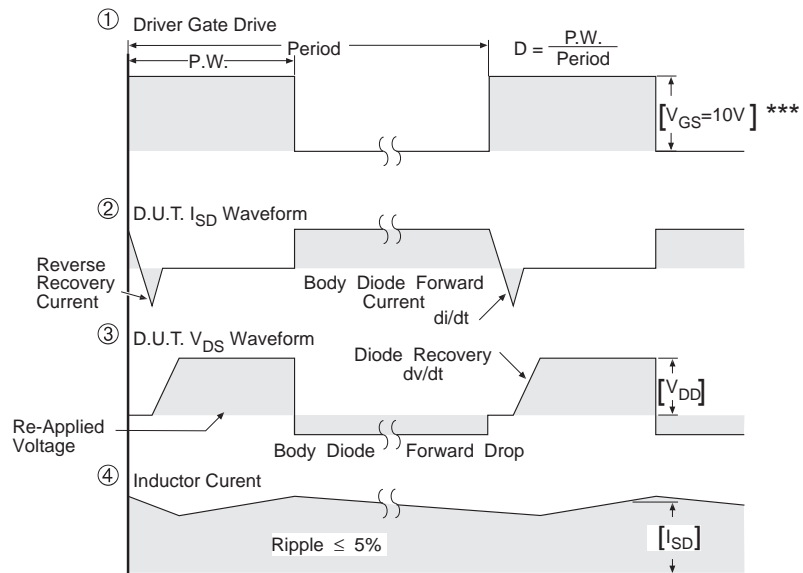 ① Driver Gate Drive
Period
P.W.
D = P.W. / Period
[VGS=10V] ***
② D.U.T. ISD Waveform
Reverse
Recovery
Current
Body Diode Forward
Current
di/dt
③ D.U.T. VDS Waveform
Diode Recovery
dv/dt
[VDD]
Re-Applied
Voltage
Body Diode Forward Drop
④ Inductor Curent
Ripple ≤ 5%
[ISD]